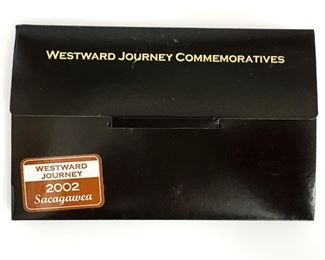 WESTWARD JOURNEY COMMEMORATIVES
WESTWARD
JOURNEY
2002
Sacagawea